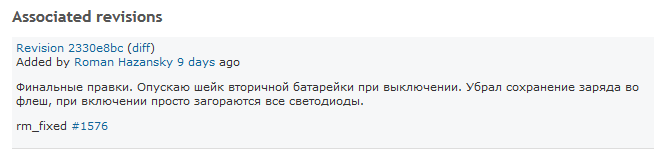 Associated revisions
Revision 2330e8bc (diff)
Added by Roman Hazansky 9 days ago
Финальные правки. Опускаю шейк вторичной батарейки при выключении. Убрал сохранение заряда во
флеш, при включении просто загораются все светодиоды.
rm_fixed #1576